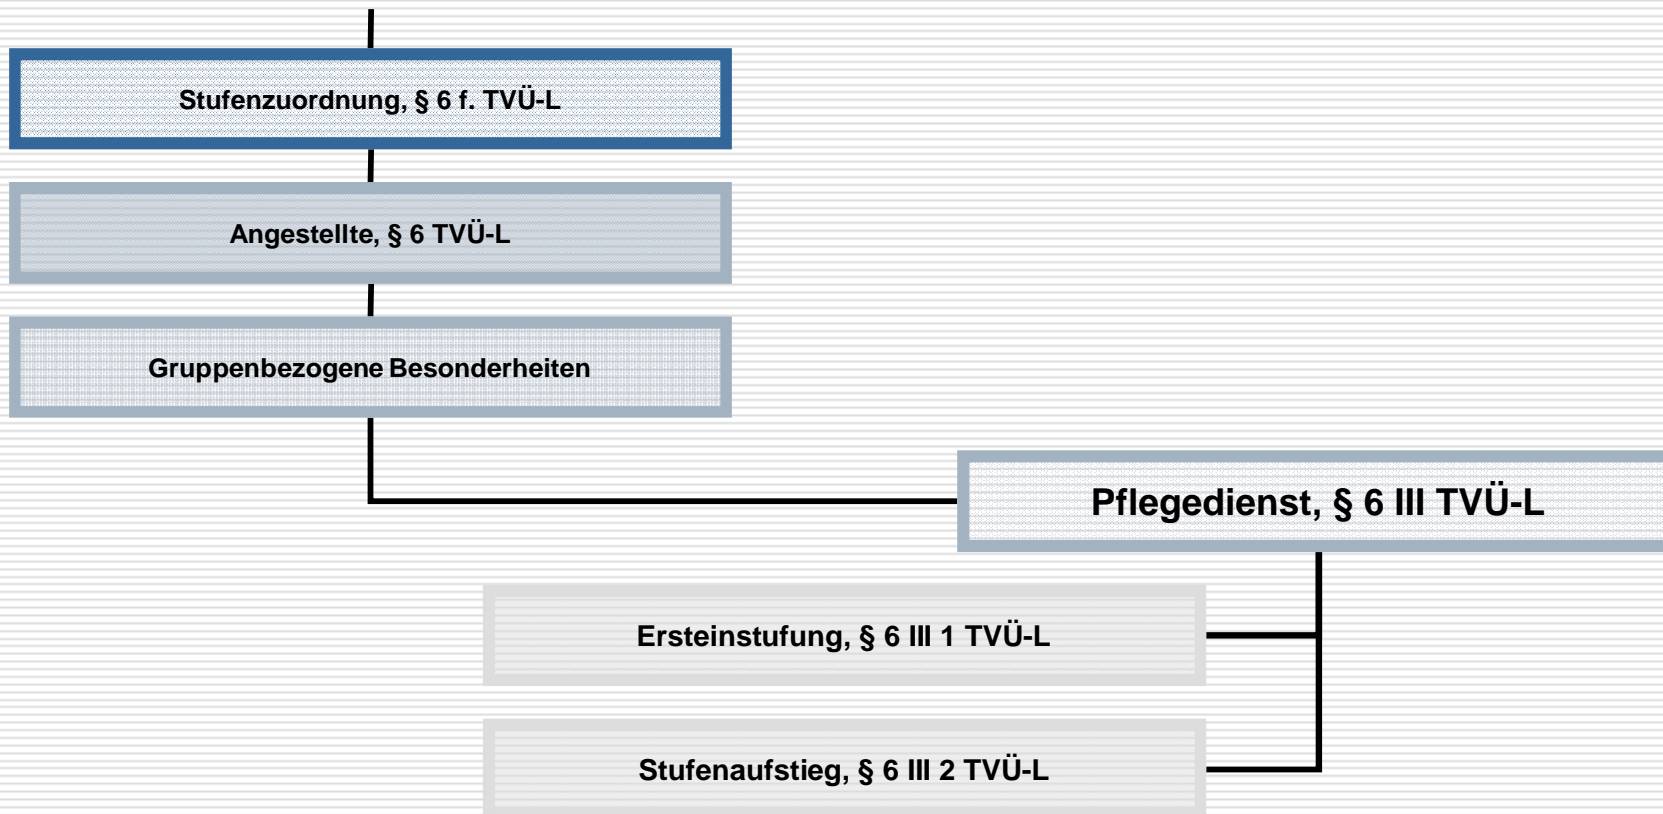 Stufenzuordnung, § 6 f. TVÜ-L
Angestellte, § 6 TVÜ-L
Gruppenbezogene Besonderheiten
Pflegedienst, § 6 III TVÜ-L
Ersteinstufung, § 6 III 1 TVÜ-L
Stufenaufstieg, § 6 III 2 TVÜ-L